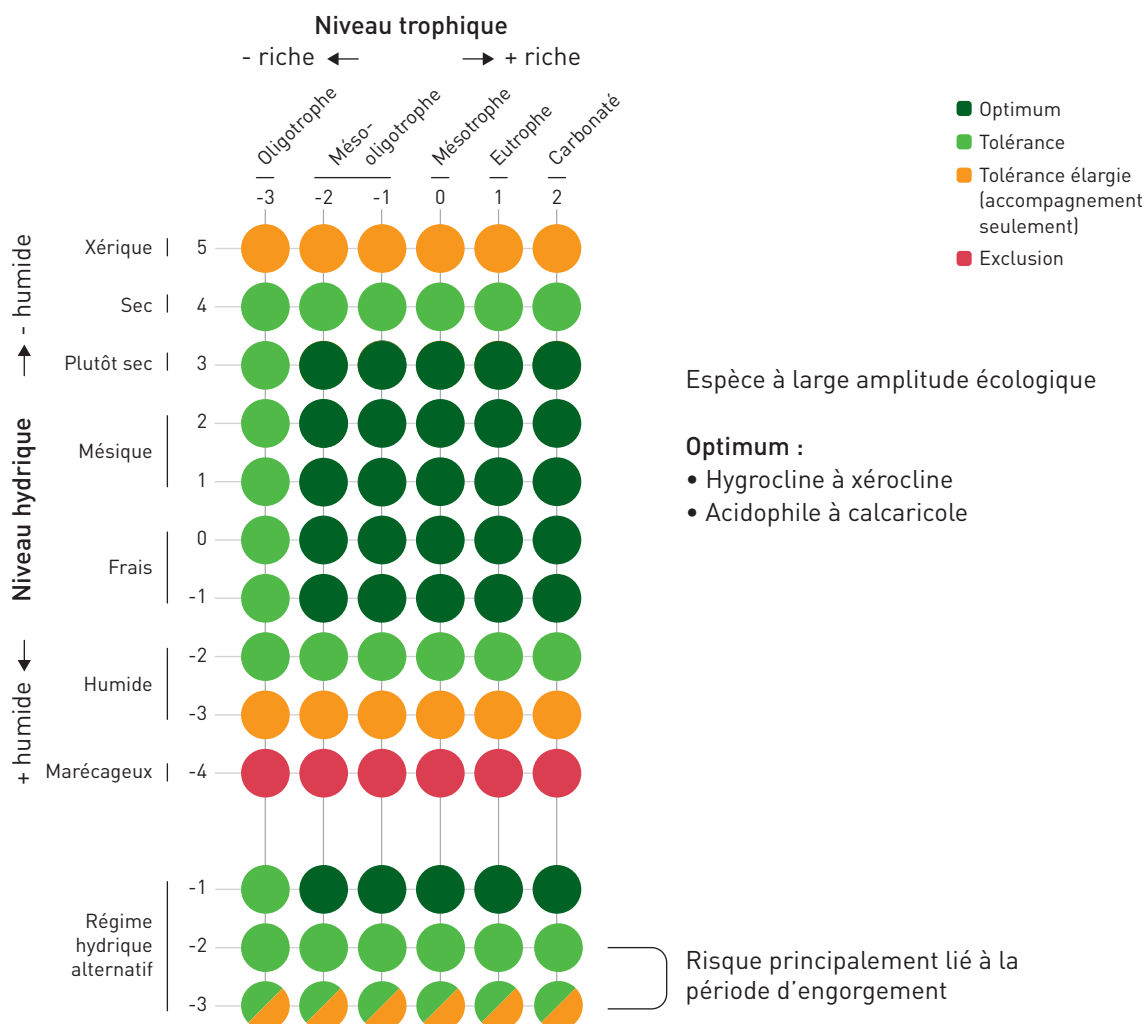 Niveau trophique
- riche ← → + riche
Oligotrophe
Méso-
oligotrophe
Mésotrophe
Eutrophe
Carbonaté
-3 -2 -1 0 1 2
Optimum
Tolérance
Tolérance élargie
(accompagnement
seulement)
Exclusion
Niveau hydrique
→ - humide
+ humide ←
Xérique 5
Sec 4
Plutôt sec 3
Mésique
2
1
Frais
0
-1
Humide
-2
-3
Marécageux -4
Espèce à large amplitude écologique
Optimum :
• Hygrocline à xérocline
• Acidophile à calcaricole
Régime
hydrique
alternatif
-1
-2
-3
Risque principalement lié à la
période d'engorgement